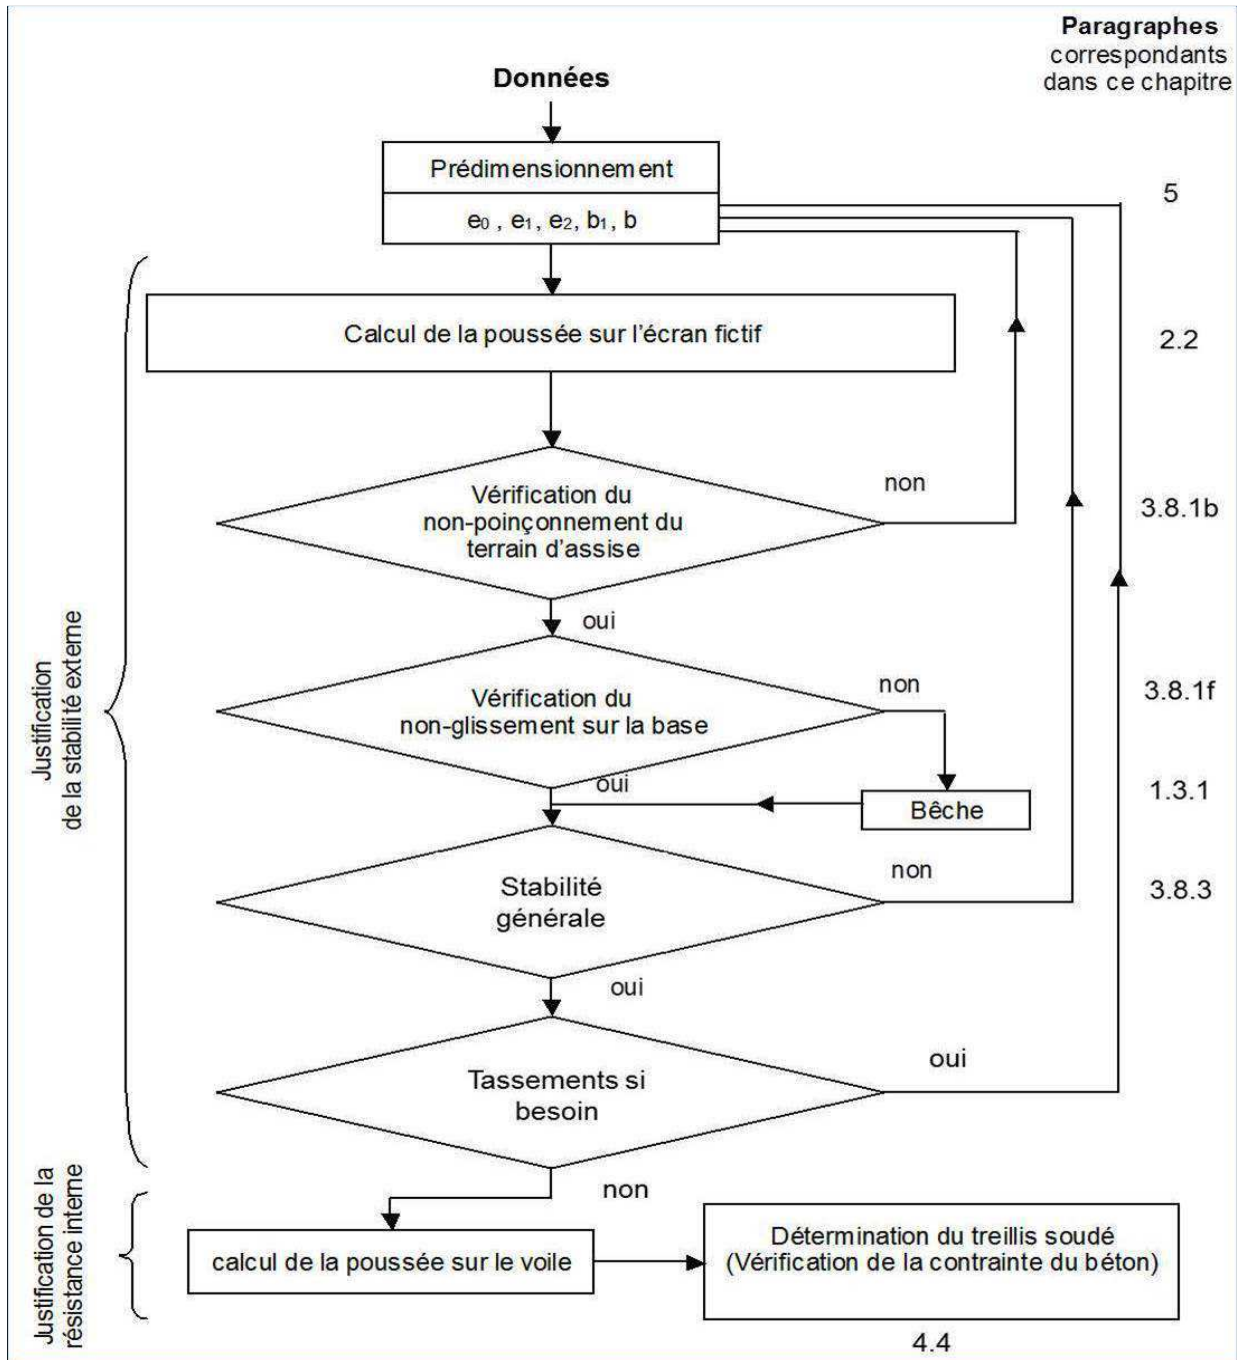 Paragraphes
correspondants
dans ce chapitre
Données
Prédimensionnement
5
e₀ , e₁, e₂, b₁, b
Calcul de la poussée sur l'écran fictif
2.2
Vérification du
non-poinçonnement du
terrain d'assise
non
3.8.1b
oui
Justification
de la stabilité externe
Vérification du
non-glissement sur la base
non
3.8.1f
oui
Bêche
1.3.1
Stabilité
générale
non
3.8.3
oui
Tassements si
besoin
oui
non
Justification de la
résistance interne
calcul de la poussée sur le voile
Détermination du treillis soudé
(Vérification de la contrainte du béton)
4.4